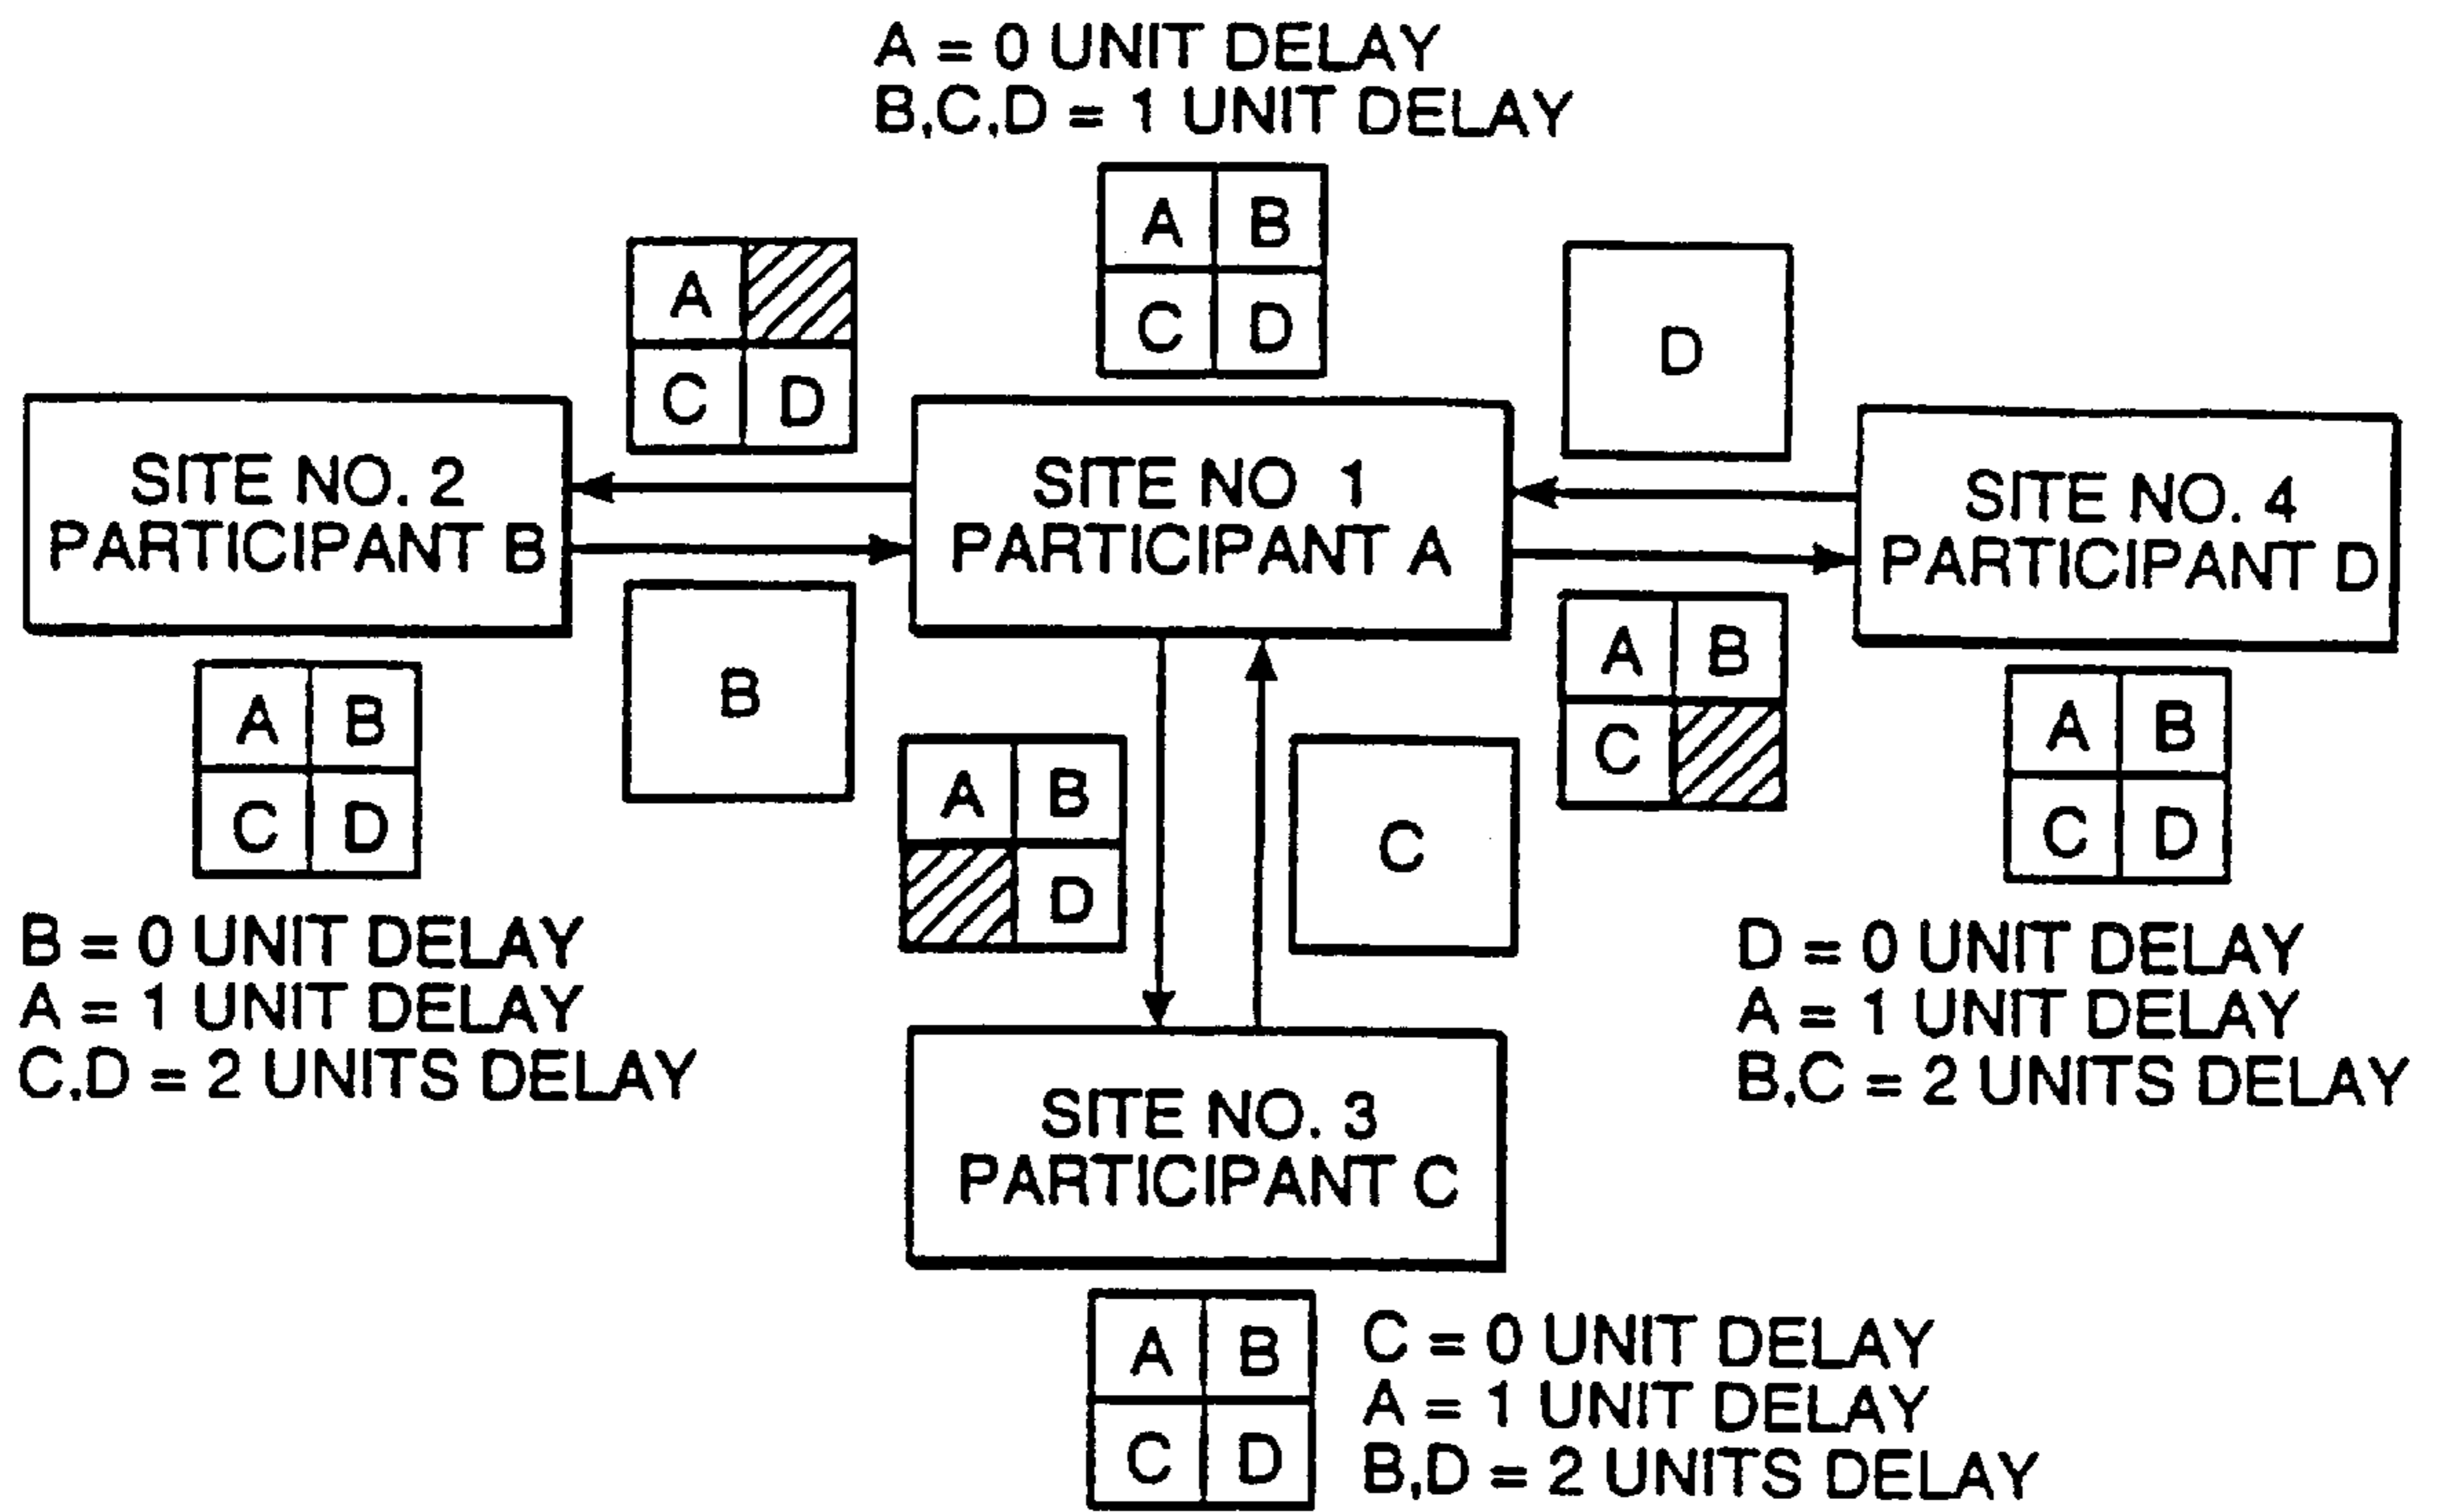 A = 0 UNIT DELAY
B,C,D = 1 UNIT DELAY
A B
C D
A
C D
D
SITE NO. 2
PARTICIPANT B
SITE NO 1
PARTICIPANT A
SITE NO. 4
PARTICIPANT D
A B
C D
B
A B
D
C
A B
C
A B
C D
B = 0 UNIT DELAY
A = 1 UNIT DELAY
C,D = 2 UNITS DELAY
D = 0 UNIT DELAY
A = 1 UNIT DELAY
B,C = 2 UNITS DELAY
SITE NO. 3
PARTICIPANT C
A B
C D
C = 0 UNIT DELAY
A = 1 UNIT DELAY
B,D = 2 UNITS DELAY